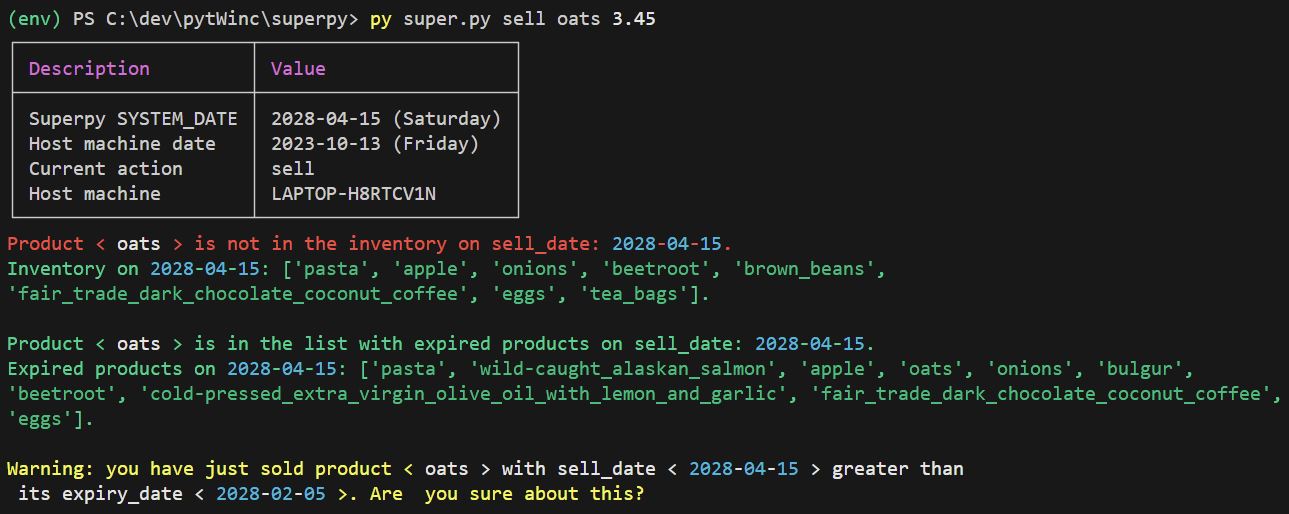 (env) PS C:\dev\pytWinc\superpy> py super.py sell oats 3.45
Description Value
Superpy SYSTEM_DATE 2028-04-15 (Saturday)
Host machine date 2023-10-13 (Friday)
Current action sell
Host machine LAPTOP-H8RTCV1N
Product < oats > is not in the inventory on sell_date: 2028-04-15.
Inventory on 2028-04-15: ['pasta', 'apple', 'onions', 'beetroot', 'brown_beans',
'fair_trade_dark_chocolate_coconut_coffee', 'eggs', 'tea_bags'].
Product < oats > is in the list with expired products on sell_date: 2028-04-15.
Expired products on 2028-04-15: ['pasta', 'wild-caught_alaskan_salmon', 'apple', 'oats', 'onions', 'bulgur',
'beetroot', 'cold-pressed_extra_virgin_olive_oil_with_lemon_and_garlic', 'fair_trade_dark_chocolate_coconut_coffee',
'eggs'].
Warning: you have just sold product < oats > with sell_date < 2028-04-15 > greater than
its expiry_date < 2028-02-05 >. Are  you sure about this?